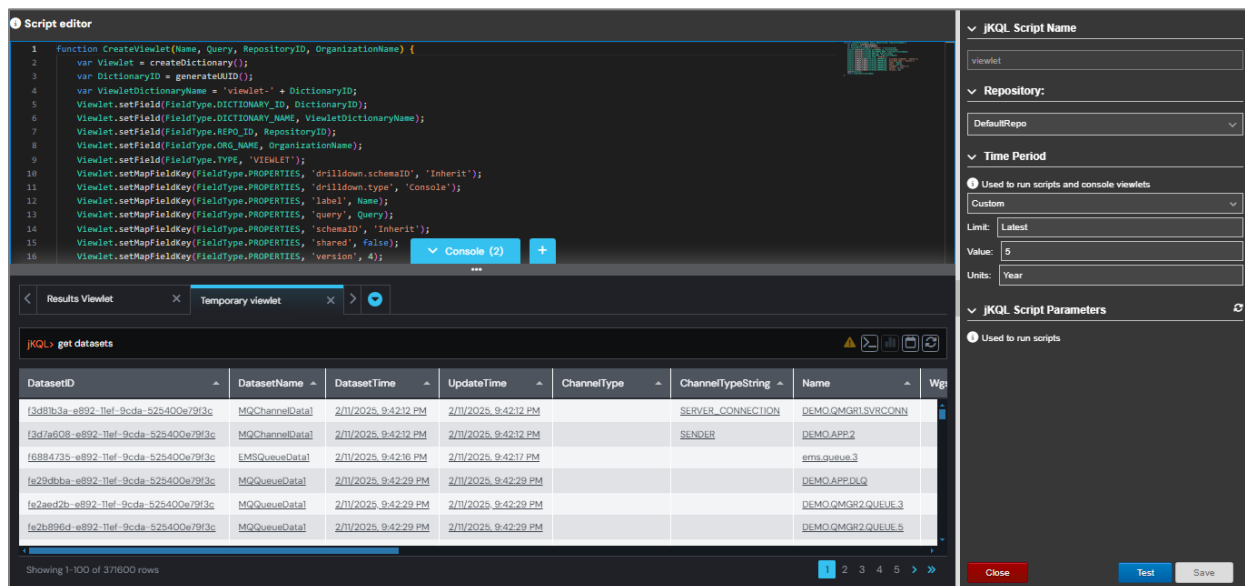 Script editor
1 function CreateViewlet(Name, Query, RepositoryID, OrganizationName) {
2 var Viewlet = createDictionary();
3 var DictionaryID = generateUUID();
4 var ViewletDictionaryName = 'viewlet-' + DictionaryID;
5 Viewlet.setField(FieldType.DICTIONARY_ID, DictionaryID);
6 Viewlet.setField(FieldType.DICTIONARY_NAME, ViewletDictionaryName);
7 Viewlet.setField(FieldType.REPO_ID, RepositoryID);
8 Viewlet.setField(FieldType.ORG_NAME, OrganizationName);
9 Viewlet.setField(FieldType.TYPE, 'VIEWLET');
10 Viewlet.setMapFieldKey(FieldType.PROPERTIES, 'drilldown.schemaID', 'Inherit');
11 Viewlet.setMapFieldKey(FieldType.PROPERTIES, 'drilldown.type', 'Console');
12 Viewlet.setMapFieldKey(FieldType.PROPERTIES, 'label', Name);
13 Viewlet.setMapFieldKey(FieldType.PROPERTIES, 'query', Query);
14 Viewlet.setMapFieldKey(FieldType.PROPERTIES, 'schemaID', 'Inherit');
15 Viewlet.setMapFieldKey(FieldType.PROPERTIES, 'shared', false);
16 Viewlet.setMapFieldKey(FieldType.PROPERTIES, 'version', 4);
Console (2) +
Results Viewlet Temporary viewlet
jKQL> get datasets
DatasetID DatasetName DatasetTime UpdateTime ChannelType ChannelTypeString Name Wgs
f3d81b3a-e892-11ef-9cda-525400e79f3c MQChannelData1 2/11/2025, 9:42:12 PM 2/11/2025, 9:42:12 PM SERVER_CONNECTION DEMO.QMGR1.SVRCONN
f3d7a608-e892-11ef-9cda-525400e79f3c MQChannelData1 2/11/2025, 9:42:12 PM 2/11/2025, 9:42:12 PM SENDER DEMO.APP.2
f6884735-e892-11ef-9cda-525400e79f3c EMSQueueData1 2/11/2025, 9:42:16 PM 2/11/2025, 9:42:17 PM ems.queue.3
fe29dbba-e892-11ef-9cda-525400e79f3c MQQueueData1 2/11/2025, 9:42:29 PM 2/11/2025, 9:42:29 PM DEMO.APP.DLQ
fe2aed2b-e892-11ef-9cda-525400e79f3c MQQueueData1 2/11/2025, 9:42:29 PM 2/11/2025, 9:42:29 PM DEMO.QMGR2.QUEUE.3
fe2b896d-e892-11ef-9cda-525400e79f3c MQQueueData1 2/11/2025, 9:42:29 PM 2/11/2025, 9:42:29 PM DEMO.QMGR2.QUEUE.5
Showing 1-100 of 371600 rows 1 2 3 4 5
jKQL Script Name
viewlet
Repository:
DefaultRepo
Time Period
Used to run scripts and console viewlets
Custom
Limit: Latest
Value: 5
Units: Year
jKQL Script Parameters
Used to run scripts
Close Test Save